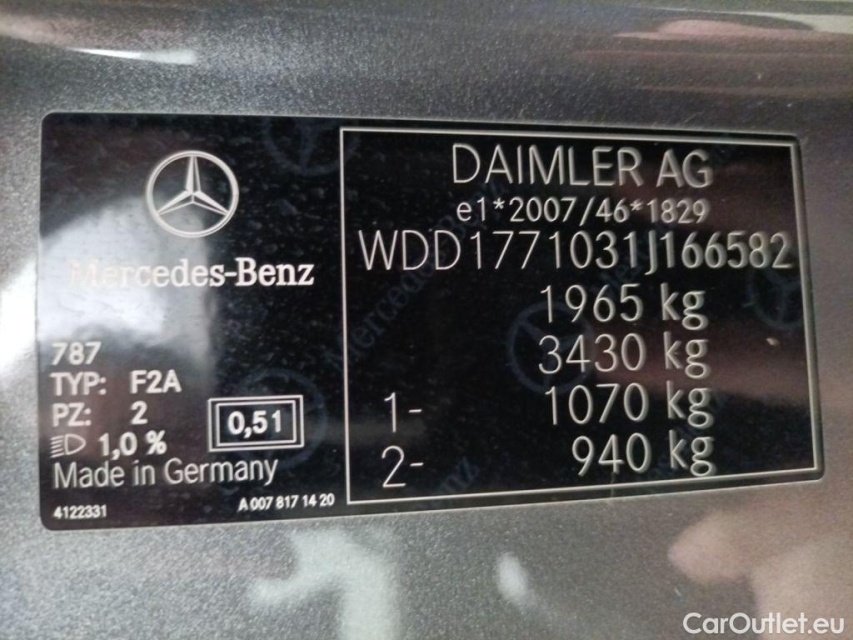 Mercedes-Benz
787
TYP: F2A
PZ: 2
1,0 %
0,51
Made in Germany
4122331
A 007 817 14 20
DAIMLER AG
e1*2007/46*1829
WDD1771031J166582
1965 kg
3430 kg
1- 1070 kg
2- 940 kg
CarOutlet.eu